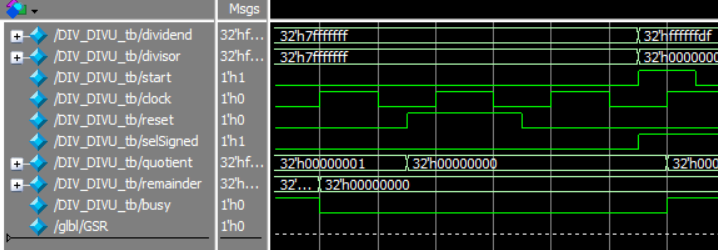 Msgs
/DIV_DIVU_tb/dividend 32'hf... 32'h7fffffff 32'hffffffdf
/DIV_DIVU_tb/divisor 32'hf... 32'h7fffffff 32'h0000000
/DIV_DIVU_tb/start 1'h1
/DIV_DIVU_tb/clock 1'h0
/DIV_DIVU_tb/reset 1'h0
/DIV_DIVU_tb/selSigned 1'h1
/DIV_DIVU_tb/quotient 32'hf... 32'h00000001 32'h00000000 32'h000
/DIV_DIVU_tb/remainder 32'h... 32'... 32'h00000000
/DIV_DIVU_tb/busy 1'h0
/glbl/GSR 1'h0